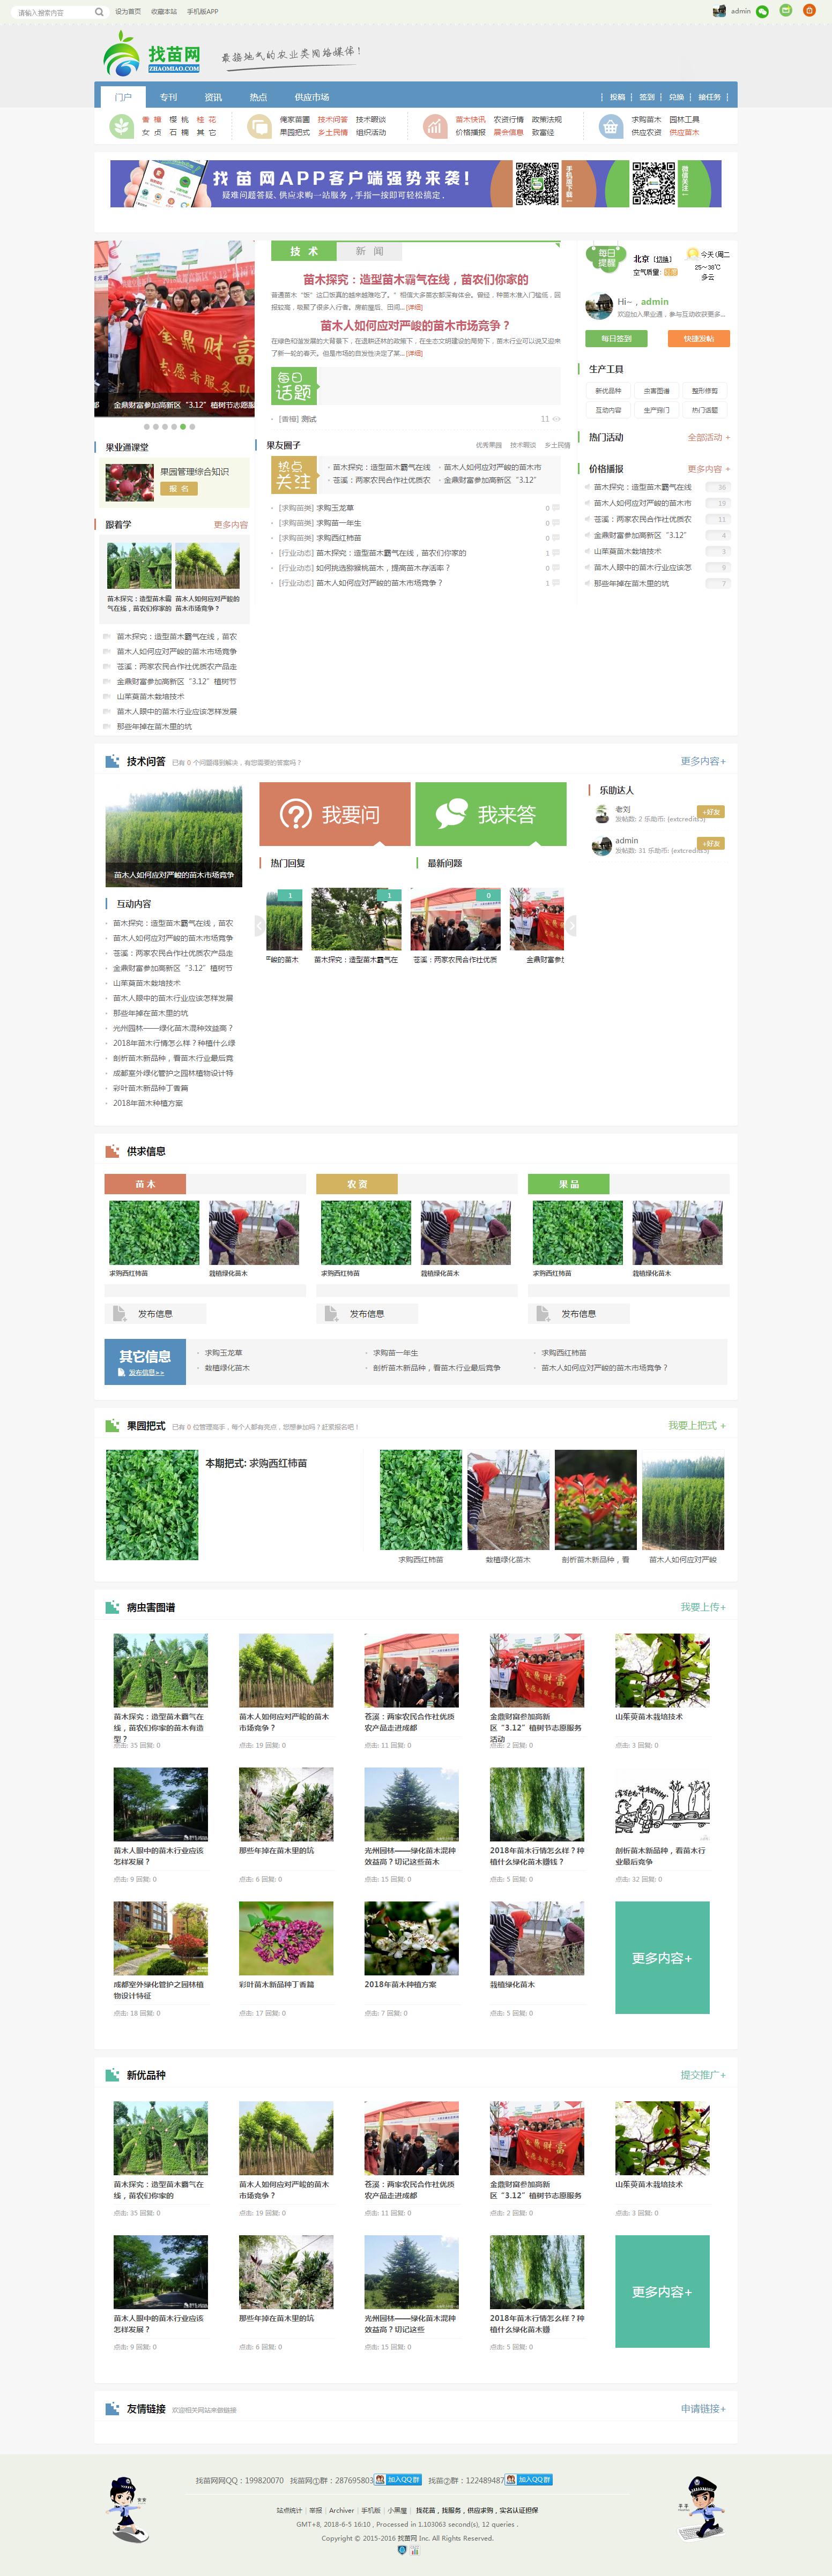 请输入搜索内容
设为首页 收藏本站 手机版APP
admin
找苗网
ZHAOMIAO.COM
最接地气的农业类网络媒体！
门户 专刊 资讯 热点 供应市场
投稿 签到 兑换 接任务
香 橼 樱 桃 桂 花
女 贞 石 楠 其 它
俺家苗圃 技术问答 技术暇谈
果园把式 乡土民情 组织活动
苗木快讯 农资行情 政策法规
价格播报 展会信息 致富经
求购苗木 园林工具
供应农资 供应苗木
找苗网APP客户端强势来袭！
疑难问题答疑、供应求购一站服务，手指一按即可轻松搞定.
手机版下载
微信关注
金鼎财富
志愿者服务队
金鼎财富参加高新区“3.12”植树节志愿服
技 术
新 闻
苗木探究：造型苗木霸气在线，苗农们你家的
苗木人如何应对严峻的苗木市场竞争？
每日
话题
[香橼] 测试
11
每日
提醒
北京 [切换]
空气质量：
今天(周二
25～38℃
多云
Hi~，admin
欢迎加入果业通，参与互动收获更多...
每日签到
快捷发帖
生产工具
新优品种 虫害图谱 整形修剪
互动内容 生产窍门 热门话题
热门活动
全部活动 +
价格播报
更多内容 +
苗木探究：造型苗木霸气在线
36
苗木人如何应对严峻的苗木市
19
苍溪：两家农民合作社优质农
11
金鼎财富参加高新区“3.12”
4
山茱萸苗木栽培技术
3
苗木人眼中的苗木行业应该怎
9
那些年掉在苗木里的坑
7
果业通课堂
果园管理综合知识
报 名
跟着学
更多内容
苗木探究：造型苗木霸气在线，苗农们你家的
苗木人如何应对严峻的苗木市场竞争？
苗木探究：造型苗木霸气在线，苗农
苗木人如何应对严峻的苗木市场竞争
苍溪：两家农民合作社优质农产品走
金鼎财富参加高新区“3.12”植树节
山茱萸苗木栽培技术
苗木人眼中的苗木行业应该怎样发展
那些年掉在苗木里的坑
果友圈子
优秀果园 技术暇谈 乡土民情
热点
关注
苗木探究：造型苗木霸气在线
苗木人如何应对严峻的苗木市
苍溪：两家农民合作社优质农
金鼎财富参加高新区“3.12”
[求购苗类] 求购玉龙草
0
[求购苗类] 求购苗一年生
0
[求购苗类] 求购西红柿苗
0
[行业动态] 苗木探究：造型苗木霸气在线，苗农们你家的
1
[行业动态] 如何挑选猕猴桃苗木，提高苗木存活率？
0
[行业动态] 苗木人如何应对严峻的苗木市场竞争？
1
技术问答
已有 0 个问题得到解决，有您需要的答案吗？
更多内容+
苗木人如何应对严峻的苗木市场竞争
互动内容
苗木探究：造型苗木霸气在线，苗农
苗木人如何应对严峻的苗木市场竞争
苍溪：两家农民合作社优质农产品走
金鼎财富参加高新区“3.12”植树节
山茱萸苗木栽培技术
苗木人眼中的苗木行业应该怎样发展
那些年掉在苗木里的坑
光州园林——绿化苗木混种效益高？
2018年苗木行情怎么样？种植什么绿
剖析苗木新品种，看苗木行业最后竞
成都室外绿化管护之园林植物设计特
彩叶苗木新品种丁香篇
2018年苗木种植方案
我要问
我来答
热门回复
最新问题
1
1
0
峻的苗木
苗木探究：造型苗木霸气在
苍溪：两家农民合作社优质
金鼎财富参加
乐助达人
老刘
发帖数: 2 乐助币: (extcredits3)
+好友
admin
发帖数: 31 乐助币: (extcredits3)
+好友
供求信息
苗 木
农 资
果 品
求购西红柿苗 栽植绿化苗木
求购西红柿苗 栽植绿化苗木
求购西红柿苗 栽植绿化苗木
发布信息
发布信息
发布信息
其它信息
发布信息>>
求购玉龙草
求购苗一年生
求购西红柿苗
栽植绿化苗木
剖析苗木新品种，看苗木行业最后竞争
苗木人如何应对严峻的苗木市场竞争？
果园把式
已有 0 位管理高手，每个人都有亮点，您想参加吗？赶紧报名吧！
我要上把式 +
本期把式: 求购西红柿苗
求购西红柿苗
栽植绿化苗木
剖析苗木新品种，看
苗木人如何应对严峻
病虫害图谱
我要上传+
苗木探究：造型苗木霸气在线，苗农们你家的苗木有造型？
点击: 35 回复: 0
苗木人如何应对严峻的苗木市场竞争？
点击: 19 回复: 0
苍溪：两家农民合作社优质农产品走进成都
点击: 11 回复: 0
金鼎财富参加高新区“3.12”植树节志愿服务活动
点击: 2 回复: 0
山茱萸苗木栽培技术
点击: 3 回复: 0
苗木人眼中的苗木行业应该怎样发展？
点击: 9 回复: 0
那些年掉在苗木里的坑
点击: 6 回复: 0
光州园林——绿化苗木混种效益高？切记这些苗木
点击: 15 回复: 0
2018年苗木行情怎么样？种植什么绿化苗木赚钱？
点击: 5 回复: 0
剖析苗木新品种，看苗木行业最后竞争
点击: 32 回复: 0
成都室外绿化管护之园林植物设计特征
点击: 18 回复: 0
彩叶苗木新品种丁香篇
点击: 17 回复: 0
2018年苗木种植方案
点击: 7 回复: 0
栽植绿化苗木
点击: 5 回复: 0
更多内容+
新优品种
提交推广+
苗木探究：造型苗木霸气在线，苗农们你家的
点击: 35 回复: 0
苗木人如何应对严峻的苗木市场竞争？
点击: 19 回复: 0
苍溪：两家农民合作社优质农产品走进成都
点击: 11 回复: 0
金鼎财富参加高新区“3.12”植树节志愿服务
点击: 2 回复: 0
山茱萸苗木栽培技术
点击: 3 回复: 0
苗木人眼中的苗木行业应该怎样发展？
点击: 9 回复: 0
那些年掉在苗木里的坑
点击: 6 回复: 0
光州园林——绿化苗木混种效益高？切记这些
点击: 15 回复: 0
2018年苗木行情怎么样？种植什么绿化苗木赚
点击: 5 回复: 0
更多内容+
友情链接
欢迎相关网站来做链接
申请链接+
找苗网网QQ：199820070 找苗网①群：287695803 加入QQ群 找苗②群：122489487 加入QQ群
站点统计 | 举报 | Archiver | 手机版 | 小黑屋 | 找花苗，找服务，供应求购，实名认证担保
GMT+8, 2018-6-5 16:10 , Processed in 1.103063 second(s), 12 queries .
Copyright © 2015-2016 找苗网 Inc. All Rights Reserved.